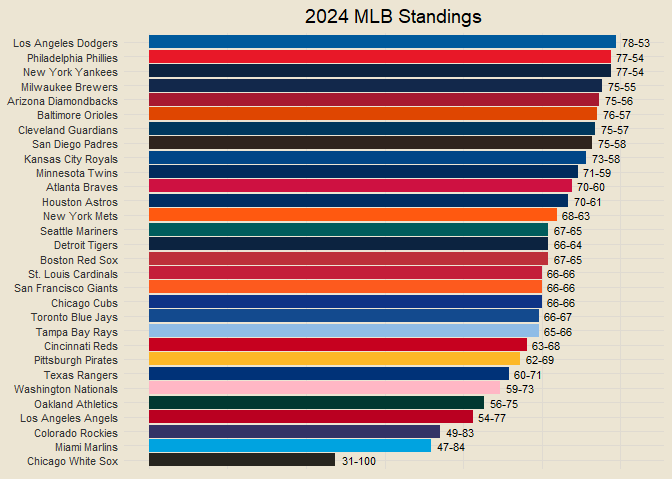 2024 MLB Standings
Los Angeles Dodgers 78-53
Philadelphia Phillies 77-54
New York Yankees 77-54
Milwaukee Brewers 75-55
Arizona Diamondbacks 75-56
Baltimore Orioles 76-57
Cleveland Guardians 75-57
San Diego Padres 75-58
Kansas City Royals 73-58
Minnesota Twins 71-59
Atlanta Braves 70-60
Houston Astros 70-61
New York Mets 68-63
Seattle Mariners 67-65
Detroit Tigers 66-64
Boston Red Sox 67-65
St. Louis Cardinals 66-66
San Francisco Giants 66-66
Chicago Cubs 66-66
Toronto Blue Jays 66-67
Tampa Bay Rays 65-66
Cincinnati Reds 63-68
Pittsburgh Pirates 62-69
Texas Rangers 60-71
Washington Nationals 59-73
Oakland Athletics 56-75
Los Angeles Angels 54-77
Colorado Rockies 49-83
Miami Marlins 47-84
Chicago White Sox 31-100